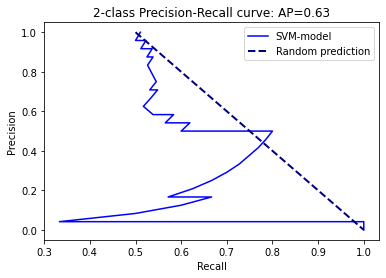 2-class Precision-Recall curve: AP=0.63
SVM-model
Random prediction
Precision
1.0
0.8
0.6
0.4
0.2
0.0
0.3
0.4
0.5
0.6
0.7
0.8
0.9
1.0
Recall